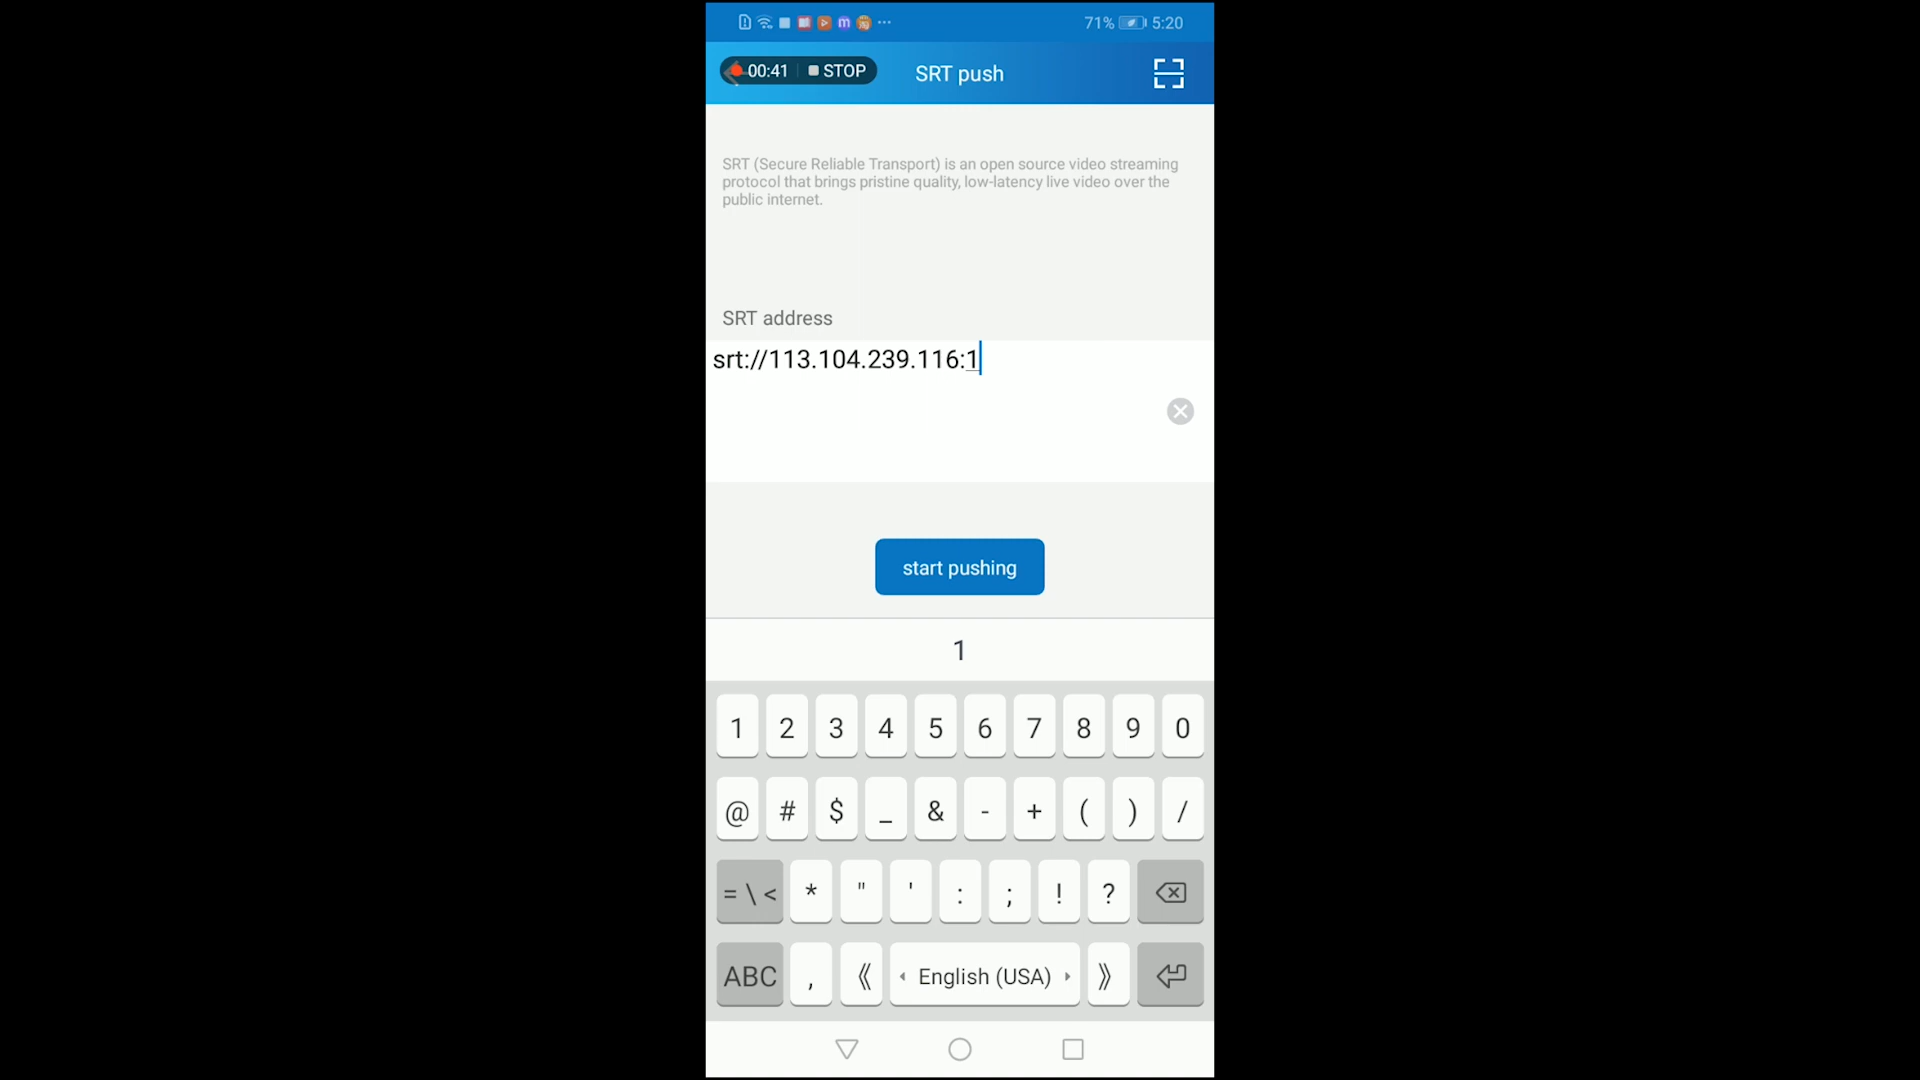 71% 5:20
00:41 STOP SRT push
SRT (Secure Reliable Transport) is an open source video streaming
protocol that brings pristine quality, low-latency live video over the
public internet.
SRT address
srt://113.104.239.116:1
start pushing
1
1 2 3 4 5 6 7 8 9 0
@ # $ _ & - + ( ) /
= \ < * " ' : ; ! ?
ABC , 《 English (USA) 》